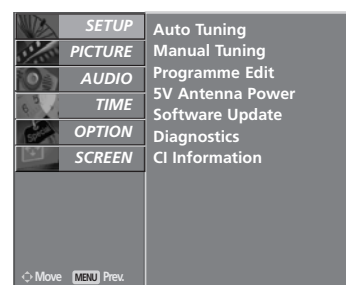 SETUP
PICTURE
AUDIO
TIME
OPTION
SCREEN
Auto Tuning
Manual Tuning
Programme Edit
5V Antenna Power
Software Update
Diagnostics
CI Information
Move MENU Prev.